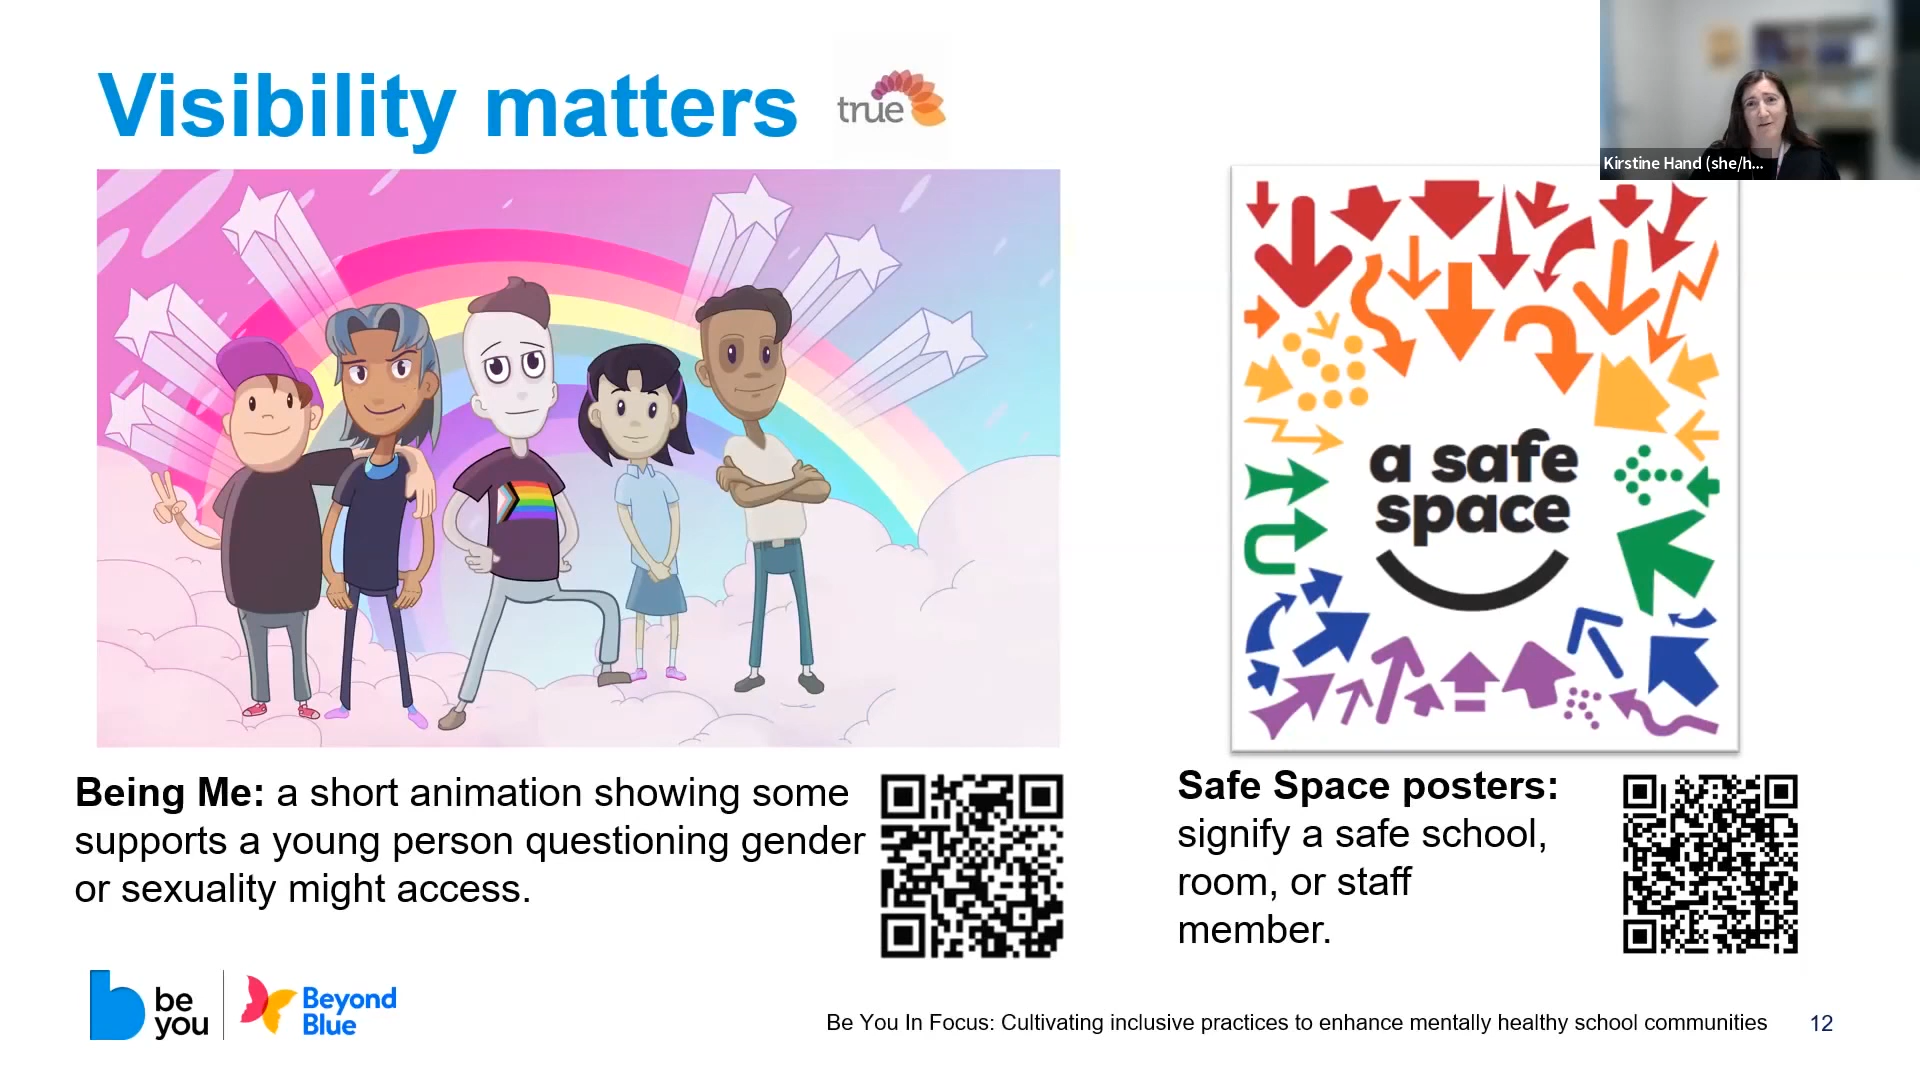 Visibility matters
true
Kirstine Hand (she/h...
a safe
space
Being Me: a short animation showing some
supports a young person questioning gender
or sexuality might access.
Safe Space posters:
signify a safe school,
room, or staff
member.
be
you
Beyond
Blue
Be You In Focus: Cultivating inclusive practices to enhance mentally healthy school communities
12